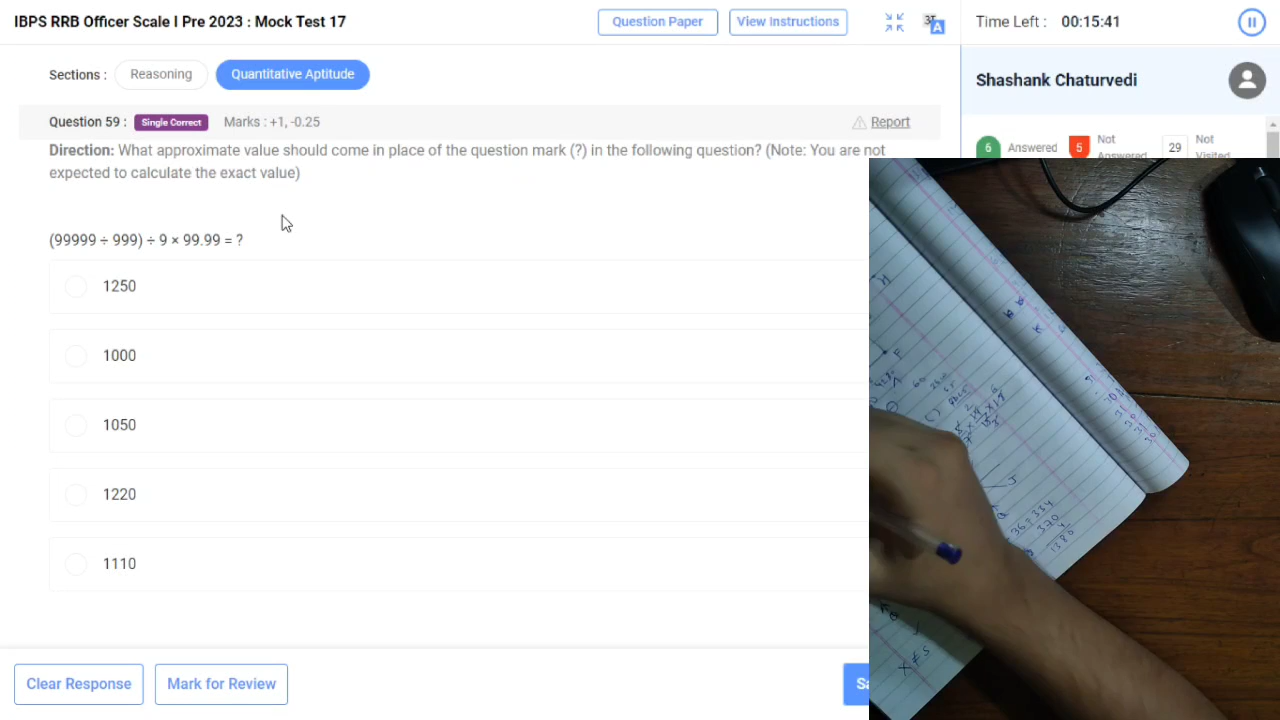 IBPS RRB Officer Scale I Pre 2023 : Mock Test 17
Question Paper
View Instructions
Time Left : 00:15:41
Sections :
Reasoning
Quantitative Aptitude
Shashank Chaturvedi
Question 59 :
Single Correct
Marks : +1, -0.25
Report
6 Answered
5 Not Answered
29 Not Visited
Direction: What approximate value should come in place of the question mark (?) in the following question? (Note: You are not
expected to calculate the exact value)
(99999 ÷ 999) ÷ 9 × 99.99 = ?
1250
1000
1050
1220
1110
Clear Response
Mark for Review
370
1380